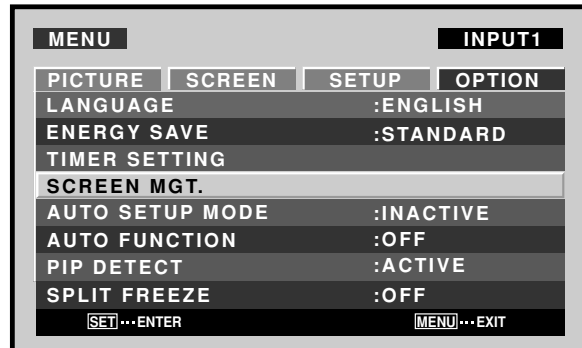 MENU INPUT1
PICTURE SCREEN SETUP OPTION
LANGUAGE :ENGLISH
ENERGY SAVE :STANDARD
TIMER SETTING
SCREEN MGT.
AUTO SETUP MODE :INACTIVE
AUTO FUNCTION :OFF
PIP DETECT :ACTIVE
SPLIT FREEZE :OFF
SET···ENTER MENU···EXIT